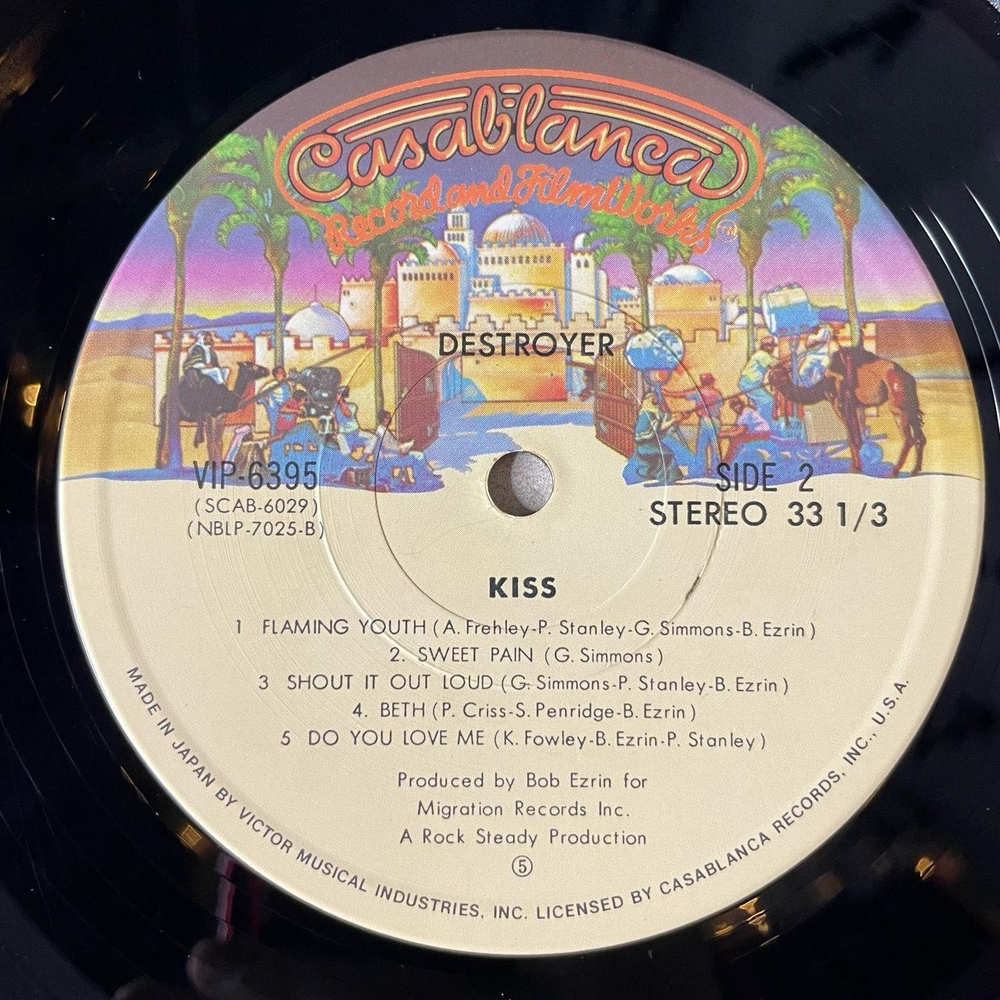 Casablanca
Record and FilmWorks TM
DESTROYER
VIP-6395
(SCAB-6029)
(NBLP-7025-B)
SIDE 2
STEREO 33 1/3
KISS
1 FLAMING YOUTH (A. Frehley-P. Stanley-G. Simmons-B. Ezrin)
2. SWEET PAIN (G. Simmons)
3 SHOUT IT OUT LOUD (G. Simmons-P. Stanley-B. Ezrin)
4. BETH (P. Criss-S. Penridge-B. Ezrin)
5 DO YOU LOVE ME (K. Fowley-B. Ezrin-P. Stanley)
Produced by Bob Ezrin for
Migration Records Inc.
A Rock Steady Production
⑤
MADE IN JAPAN BY VICTOR MUSICAL INDUSTRIES, INC. LICENSED BY CASABLANCA RECORDS, INC., U.S.A.